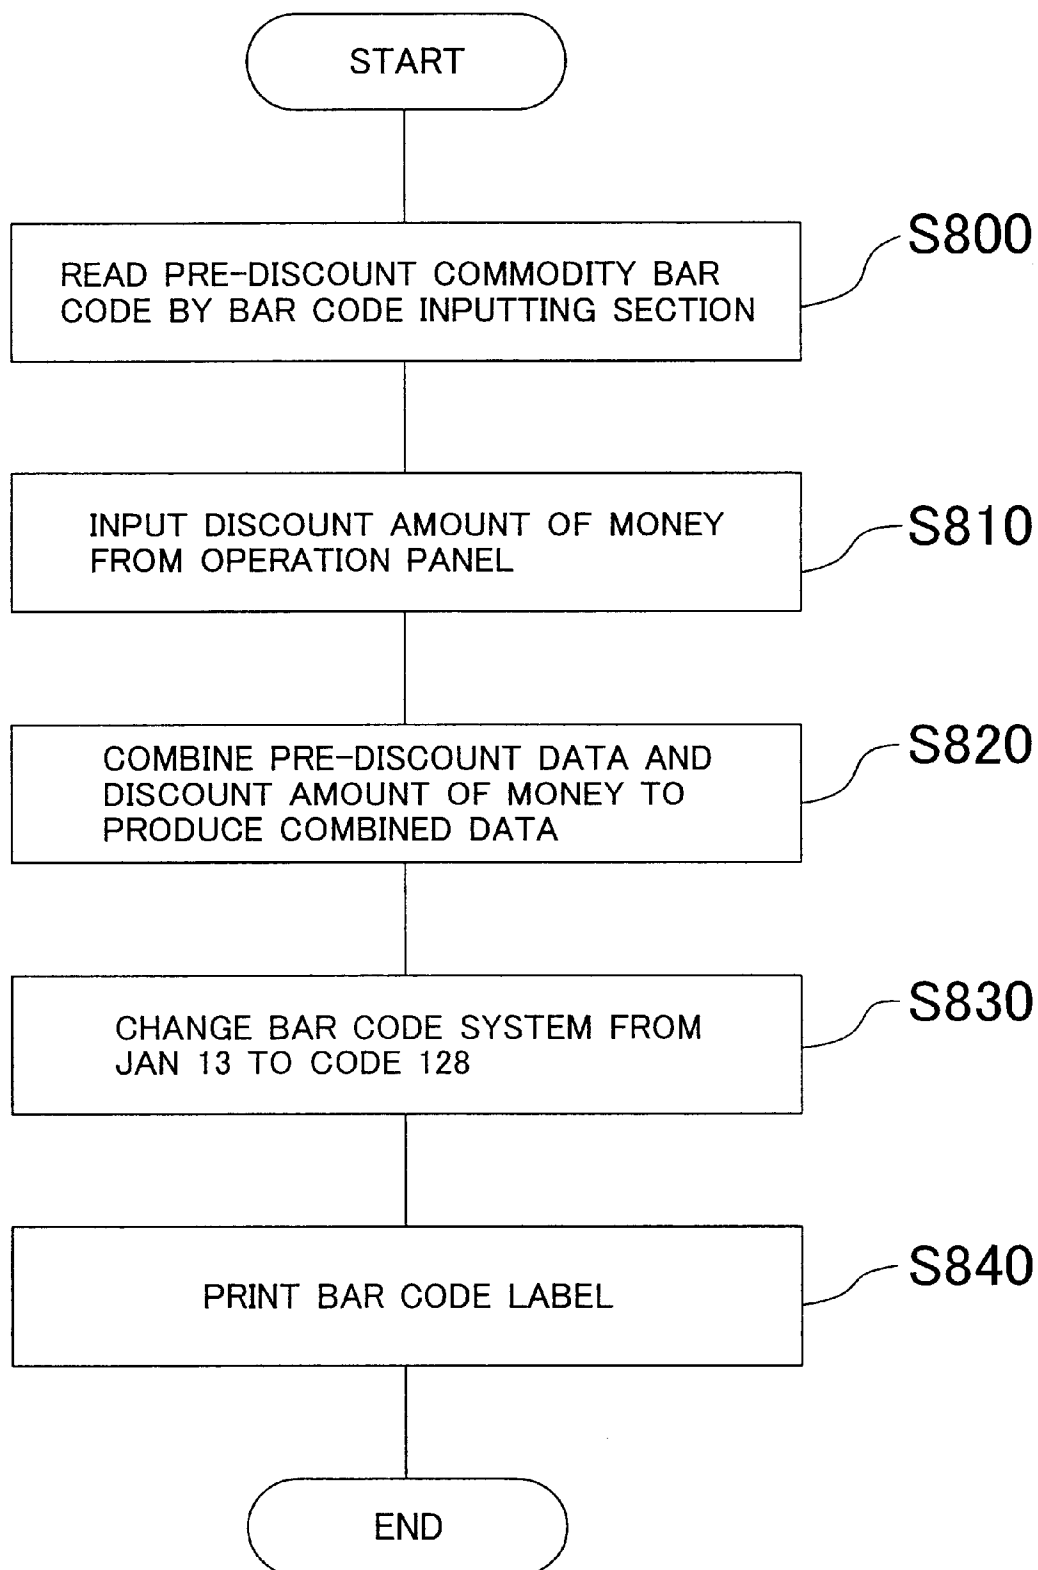 START
S800
READ PRE-DISCOUNT COMMODITY BAR
CODE BY BAR CODE INPUTTING SECTION
S810
INPUT DISCOUNT AMOUNT OF MONEY
FROM OPERATION PANEL
S820
COMBINE PRE-DISCOUNT DATA AND
DISCOUNT AMOUNT OF MONEY TO
PRODUCE COMBINED DATA
S830
CHANGE BAR CODE SYSTEM FROM
JAN 13 TO CODE 128
S840
PRINT BAR CODE LABEL
END